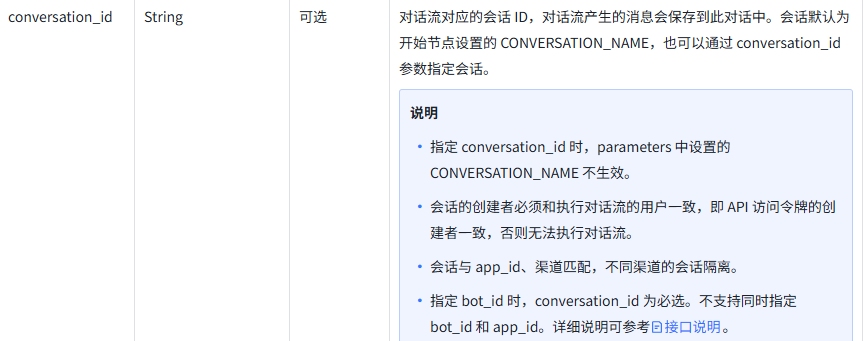 conversation_id
String
可选
对话流对应的会话 ID，对话流产生的消息会保存到此对话中。会话默认为
开始节点设置的 CONVERSATION_NAME，也可以通过 conversation_id
参数指定会话。
说明
• 指定 conversation_id 时，parameters 中设置的
CONVERSATION_NAME 不生效。
• 会话的创建者必须和执行对话流的用户一致，即 API 访问令牌的创
建者一致，否则无法执行对话流。
• 会话与 app_id、渠道匹配，不同渠道的会话隔离。
• 指定 bot_id 时，conversation_id 为必选。不支持同时指定
bot_id 和 app_id。详细说明可参考接口说明。